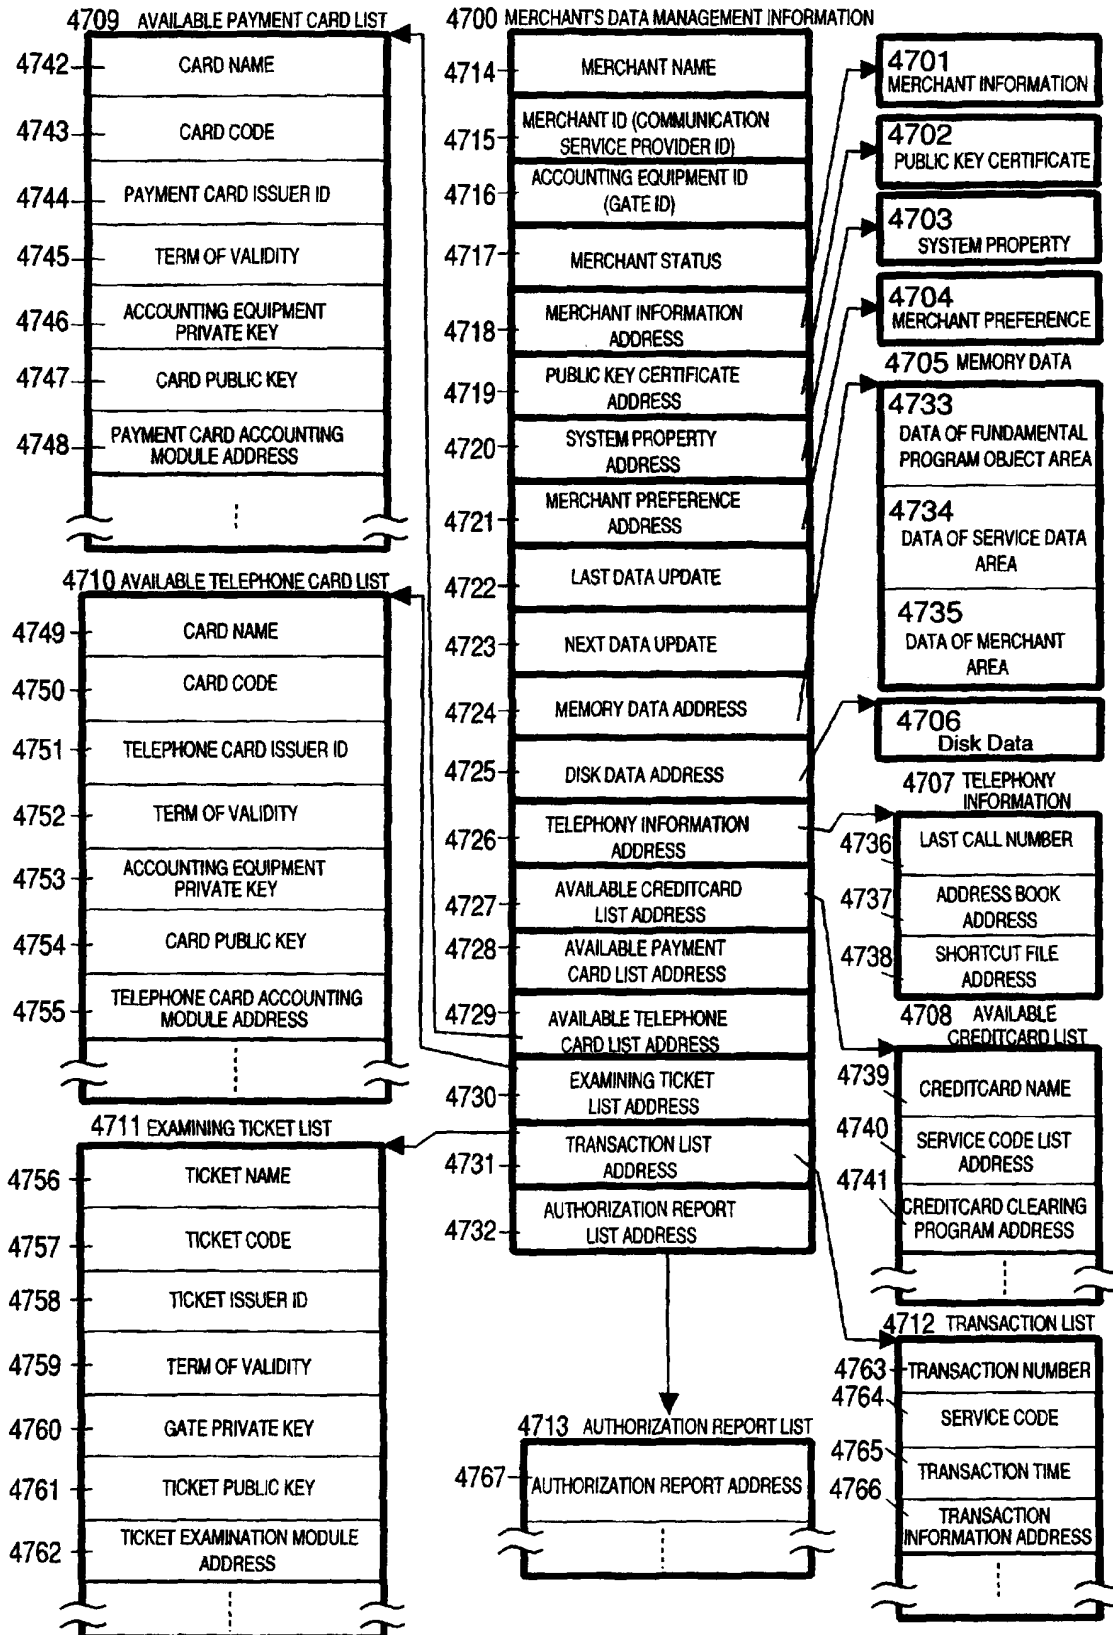 4709 AVAILABLE PAYMENT CARD LIST
4742 CARD NAME
4743 CARD CODE
4744 PAYMENT CARD ISSUER ID
4745 TERM OF VALIDITY
4746 ACCOUNTING EQUIPMENT
PRIVATE KEY
4747 CARD PUBLIC KEY
4748 PAYMENT CARD ACCOUNTING
MODULE ADDRESS
4710 AVAILABLE TELEPHONE CARD LIST
4749 CARD NAME
4750 CARD CODE
4751 TELEPHONE CARD ISSUER ID
4752 TERM OF VALIDITY
4753 ACCOUNTING EQUIPMENT
PRIVATE KEY
4754 CARD PUBLIC KEY
4755 TELEPHONE CARD ACCOUNTING
MODULE ADDRESS
4711 EXAMINING TICKET LIST
4756 TICKET NAME
4757 TICKET CODE
4758 TICKET ISSUER ID
4759 TERM OF VALIDITY
4760 GATE PRIVATE KEY
4761 TICKET PUBLIC KEY
4762 TICKET EXAMINATION MODULE
ADDRESS
4700 MERCHANT'S DATA MANAGEMENT INFORMATION
4714 MERCHANT NAME
4715 MERCHANT ID (COMMUNICATION
SERVICE PROVIDER ID)
4716 ACCOUNTING EQUIPMENT ID
(GATE ID)
4717 MERCHANT STATUS
4718 MERCHANT INFORMATION
ADDRESS
4719 PUBLIC KEY CERTIFICATE
ADDRESS
4720 SYSTEM PROPERTY
ADDRESS
4721 MERCHANT PREFERENCE
ADDRESS
4722 LAST DATA UPDATE
4723 NEXT DATA UPDATE
4724 MEMORY DATA ADDRESS
4725 DISK DATA ADDRESS
4726 TELEPHONY INFORMATION
ADDRESS
4727 AVAILABLE CREDITCARD
LIST ADDRESS
4728 AVAILABLE PAYMENT
CARD LIST ADDRESS
4729 AVAILABLE TELEPHONE
CARD LIST ADDRESS
4730 EXAMINING TICKET
LIST ADDRESS
4731 TRANSACTION LIST
ADDRESS
4732 AUTHORIZATION REPORT
LIST ADDRESS
4713 AUTHORIZATION REPORT LIST
4767 AUTHORIZATION REPORT ADDRESS
4701
MERCHANT INFORMATION
4702
PUBLIC KEY CERTIFICATE
4703
SYSTEM PROPERTY
4704
MERCHANT PREFERENCE
4705 MEMORY DATA
4733
DATA OF FUNDAMENTAL
PROGRAM OBJECT AREA
4734
DATA OF SERVICE DATA
AREA
4735
DATA OF MERCHANT
AREA
4706
Disk Data
4707 TELEPHONY
INFORMATION
4736 LAST CALL NUMBER
4737 ADDRESS BOOK
ADDRESS
4738 SHORTCUT FILE
ADDRESS
4708 AVAILABLE
CREDITCARD LIST
4739 CREDITCARD NAME
4740 SERVICE CODE LIST
ADDRESS
4741 CREDITCARD CLEARING
PROGRAM ADDRESS
4712 TRANSACTION LIST
4763 TRANSACTION NUMBER
4764 SERVICE CODE
4765 TRANSACTION TIME
4766 TRANSACTION
INFORMATION ADDRESS